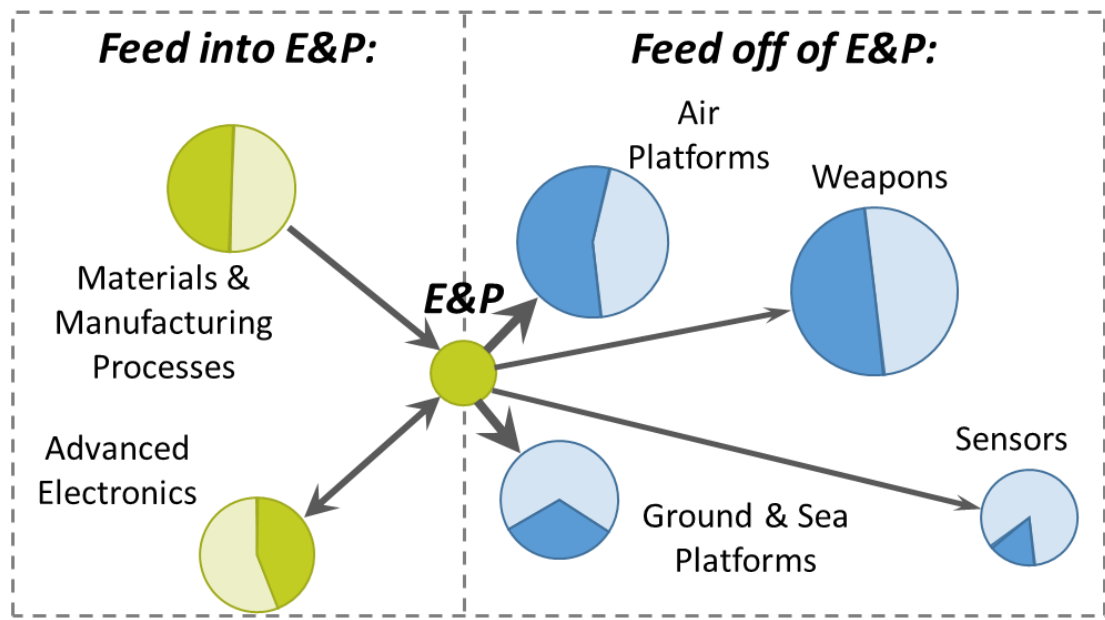 Feed into E&P:
Feed off of E&P:
Air
Platforms
Weapons
Materials &
Manufacturing
Processes
E&P
Advanced
Electronics
Sensors
Ground & Sea
Platforms